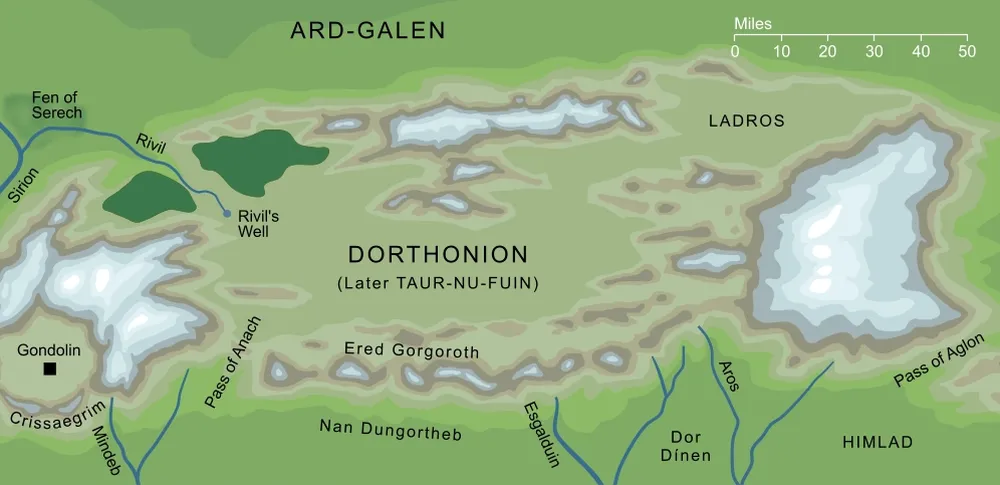 ARD-GALEN
Miles
0 10 20 30 40 50
Fen of
Serech
Rivil
LADROS
Sirion
Rivil's
Well
DORTHONION
(Later TAUR-NU-FUIN)
Gondolin
Pass of Anach
Ered Gorgoroth
Pass of Aglon
Aros
Crissaegrim
Mindeb
Nan Dungortheb
Esgalduin
Dor
Dínen
HIMLAD